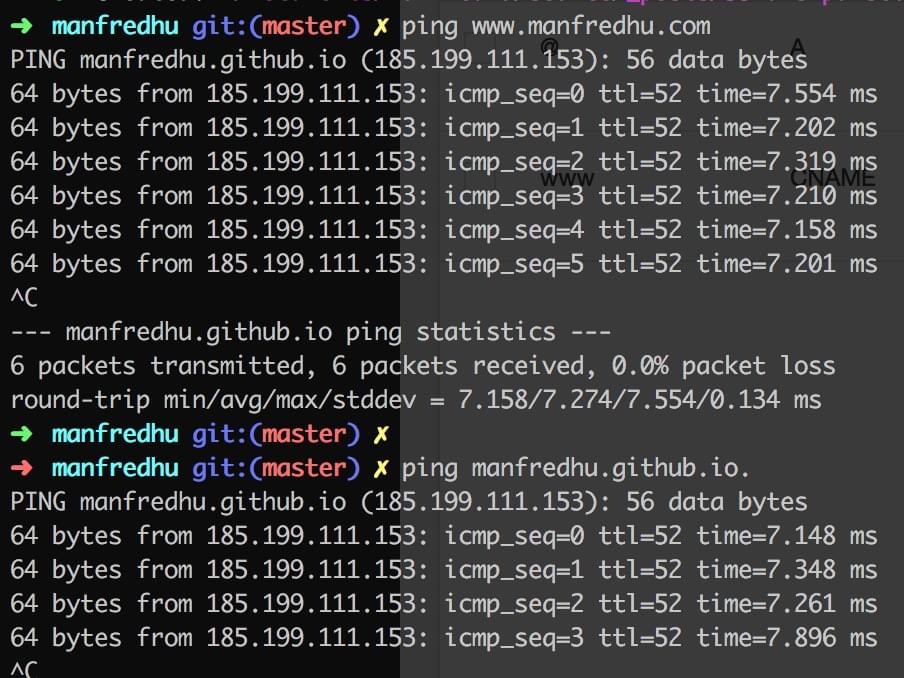 ➜ manfredhu git:(master) ✗ ping www.manfredhu.com
@ A
PING manfredhu.github.io (185.199.111.153): 56 data bytes
64 bytes from 185.199.111.153: icmp_seq=0 ttl=52 time=7.554 ms
64 bytes from 185.199.111.153: icmp_seq=1 ttl=52 time=7.202 ms
64 bytes from 185.199.111.153: icmp_seq=2 ttl=52 time=7.319 ms
www CNAME
64 bytes from 185.199.111.153: icmp_seq=3 ttl=52 time=7.210 ms
64 bytes from 185.199.111.153: icmp_seq=4 ttl=52 time=7.158 ms
64 bytes from 185.199.111.153: icmp_seq=5 ttl=52 time=7.201 ms
^C
--- manfredhu.github.io ping statistics ---
6 packets transmitted, 6 packets received, 0.0% packet loss
round-trip min/avg/max/stddev = 7.158/7.274/7.554/0.134 ms
➜ manfredhu git:(master) ✗
➜ manfredhu git:(master) ✗ ping manfredhu.github.io.
PING manfredhu.github.io (185.199.111.153): 56 data bytes
64 bytes from 185.199.111.153: icmp_seq=0 ttl=52 time=7.148 ms
64 bytes from 185.199.111.153: icmp_seq=1 ttl=52 time=7.348 ms
64 bytes from 185.199.111.153: icmp_seq=2 ttl=52 time=7.261 ms
64 bytes from 185.199.111.153: icmp_seq=3 ttl=52 time=7.896 ms
^C